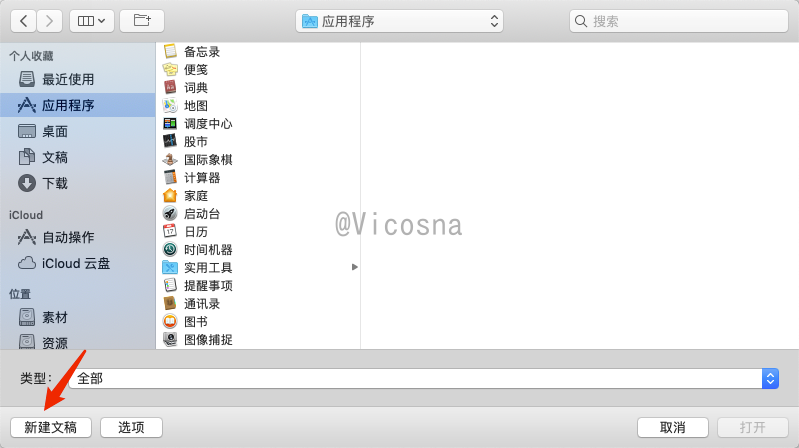 应用程序
搜索
个人收藏
最近使用
应用程序
桌面
文稿
下载
iCloud
自动操作
iCloud 云盘
位置
素材
资源
备忘录
便笺
词典
地图
调度中心
股市
国际象棋
计算器
家庭
启动台
日历
时间机器
实用工具
提醒事项
通讯录
图书
图像捕捉
@Vicosna
类型：
全部
新建文稿
选项
取消
打开